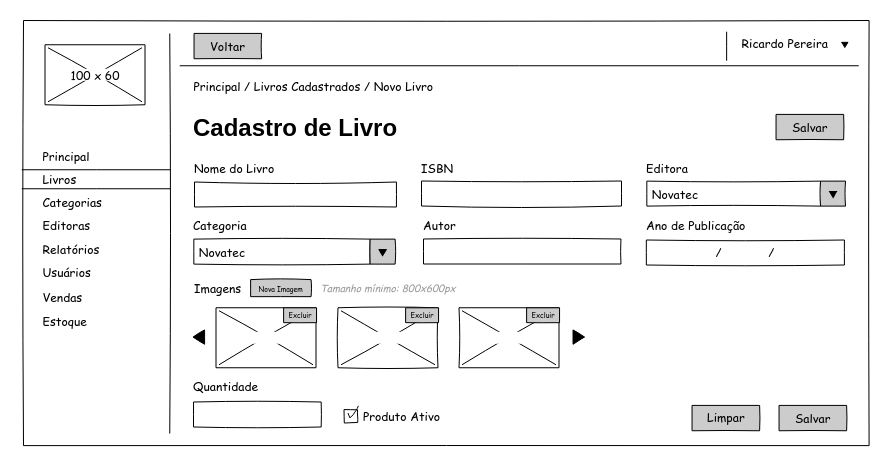 100 x 60
Voltar
Ricardo Pereira
Principal / Livros Cadastrados / Novo Livro
Cadastro de Livro
Salvar
Principal
Livros
Categorias
Editoras
Relatórios
Usuários
Vendas
Estoque
Nome do Livro
ISBN
Editora
Novatec
Categoria
Autor
Ano de Publicação
Novatec
/ /
Imagens
Nova Imagem
Tamanho mínimo: 800x600px
Excluir
Excluir
Excluir
Quantidade
Produto Ativo
Limpar
Salvar